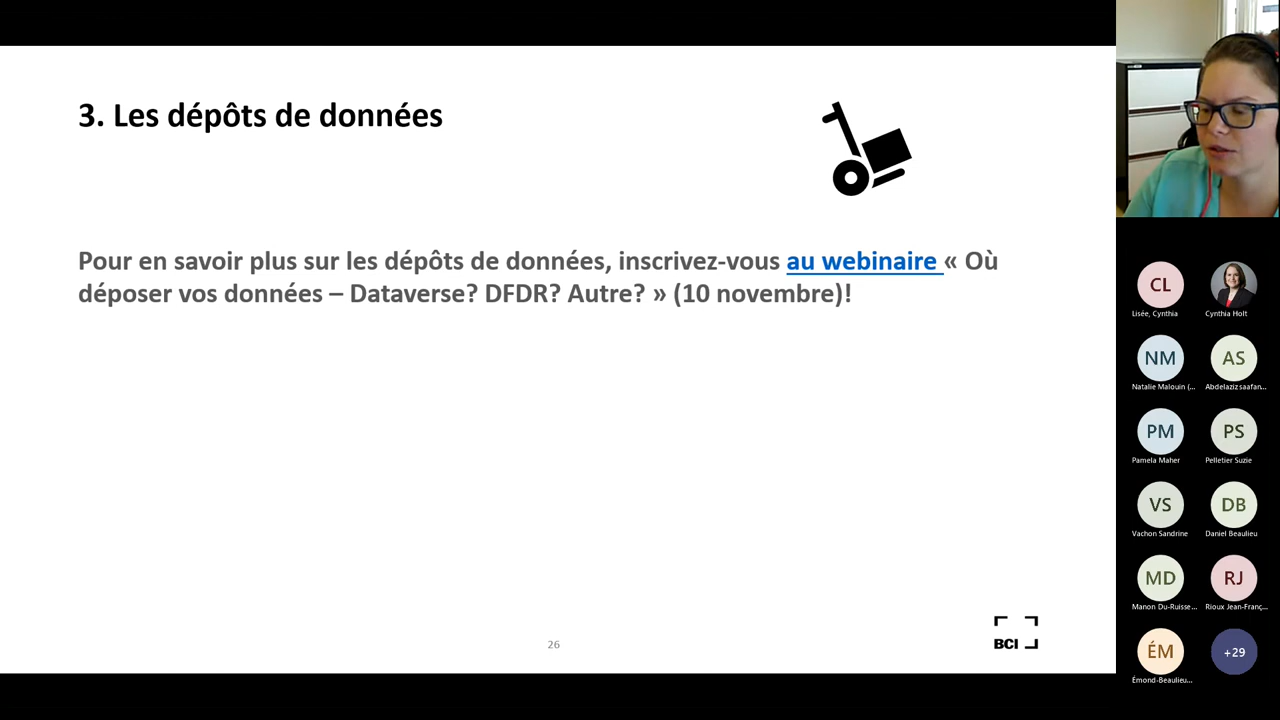 3. Les dépôts de données
Pour en savoir plus sur les dépôts de données, inscrivez-vous au webinaire « Où
déposer vos données – Dataverse? DFDR? Autre? » (10 novembre)!
26
BCI
CL
Lisée, Cynthia
Cynthia Holt
NM
Natalie Malouin (...
AS
Abdelaziz saafan...
PM
Pamela Maher
PS
Pelletier Suzie
VS
Vachon Sandrine
DB
Daniel Beaulieu
MD
Manon Du-Ruisse...
RJ
Rioux Jean-Franç...
ÉM
Émond-Beaulieu...
+29